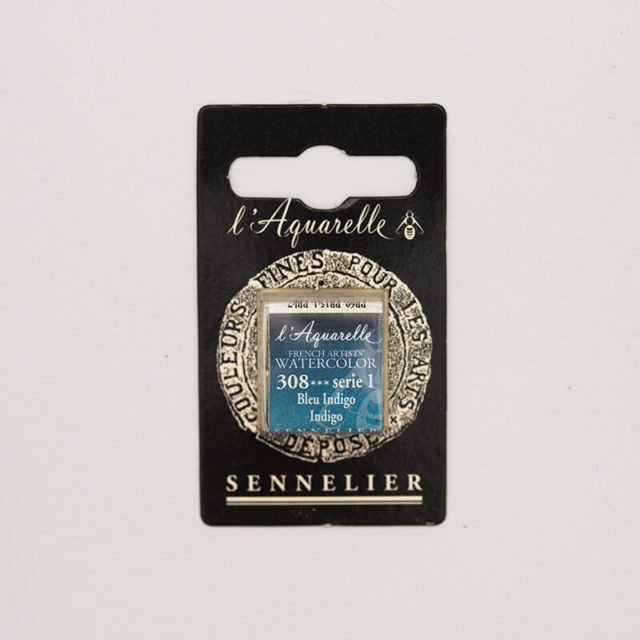 l'Aquarelle
COULEURS FINES POUR LES ARTS
DÉPOSÉ
l'Aquarelle
FRENCH ARTISTS'
WATERCOLOR
308*** serie 1
Bleu Indigo
Indigo
SENNELIER
SENNELIER